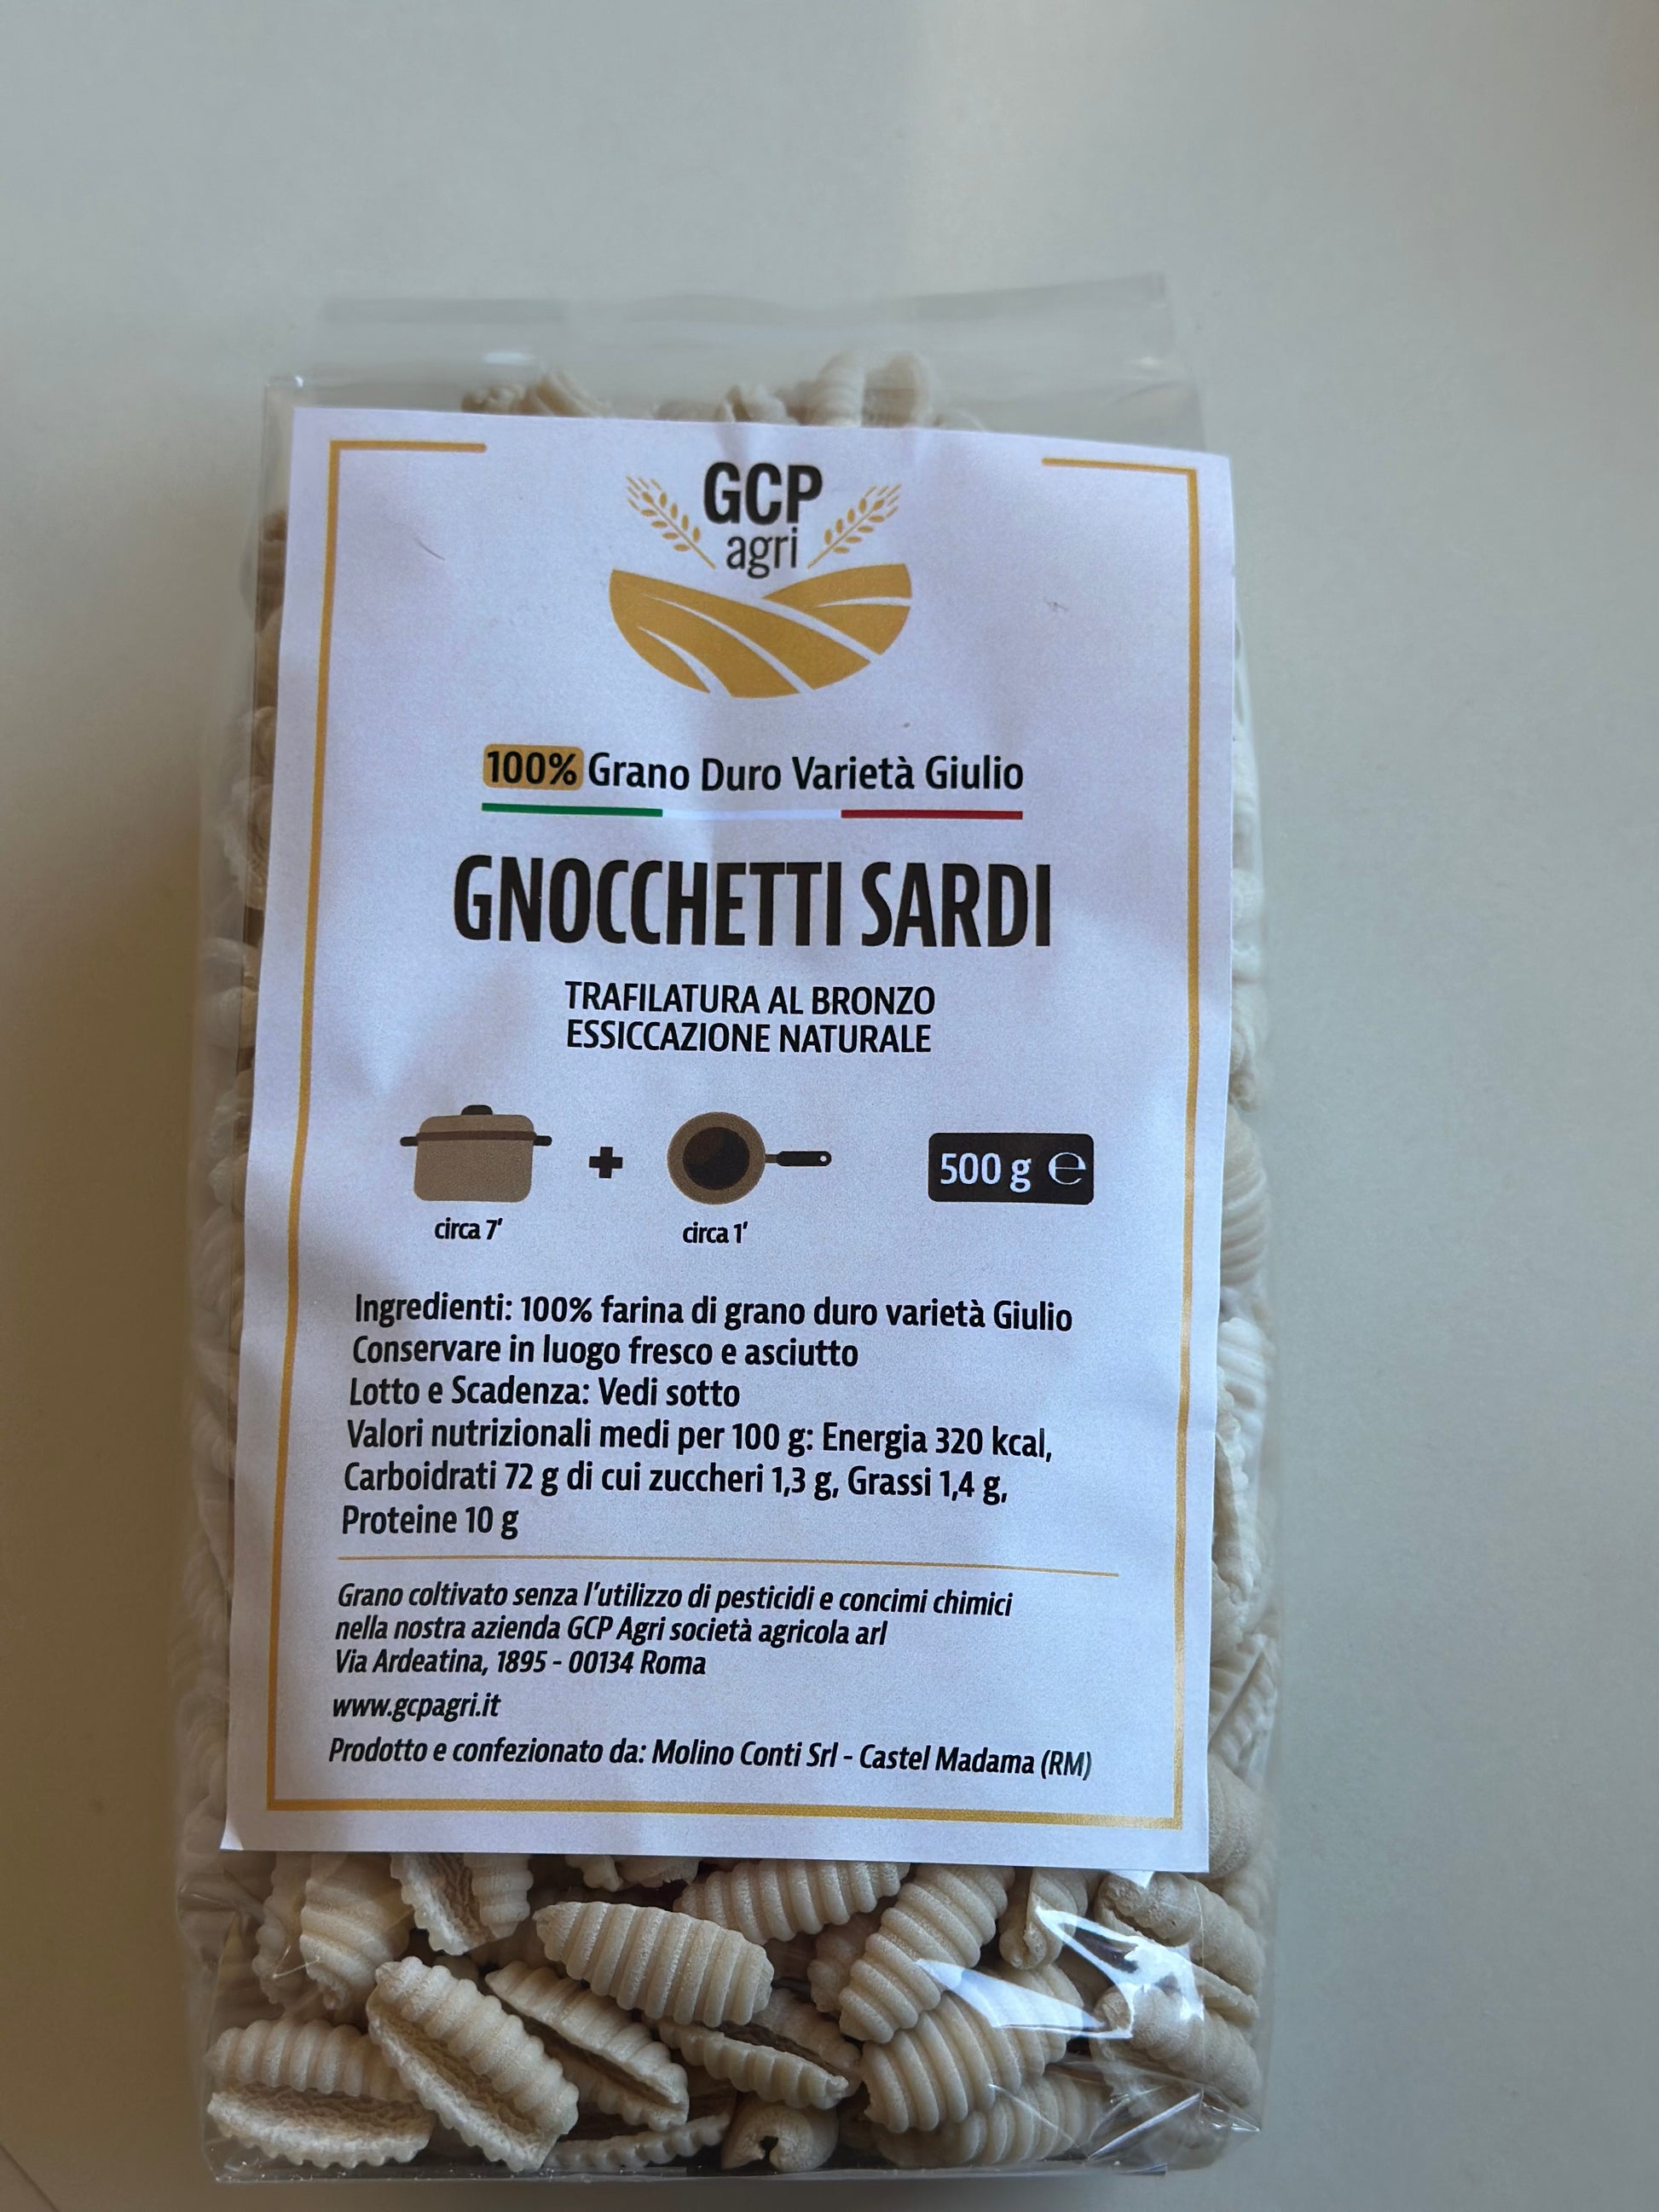 GCP
agri
100% Grano Duro Varietà Giulio
GNOCCHETTI SARDI
TRAFILATURA AL BRONZO
ESSICCAZIONE NATURALE
circa 7' + circa 1'
500 g ℮
Ingredienti: 100% farina di grano duro varietà Giulio
Conservare in luogo fresco e asciutto
Lotto e Scadenza: Vedi sotto
Valori nutrizionali medi per 100 g: Energia 320 kcal,
Carboidrati 72 g di cui zuccheri 1,3 g, Grassi 1,4 g,
Proteine 10 g
Grano coltivato senza l'utilizzo di pesticidi e concimi chimici
nella nostra azienda GCP Agri società agricola arl
Via Ardeatina, 1895 - 00134 Roma
www.gcpagri.it
Prodotto e confezionato da: Molino Conti Srl - Castel Madama (RM)